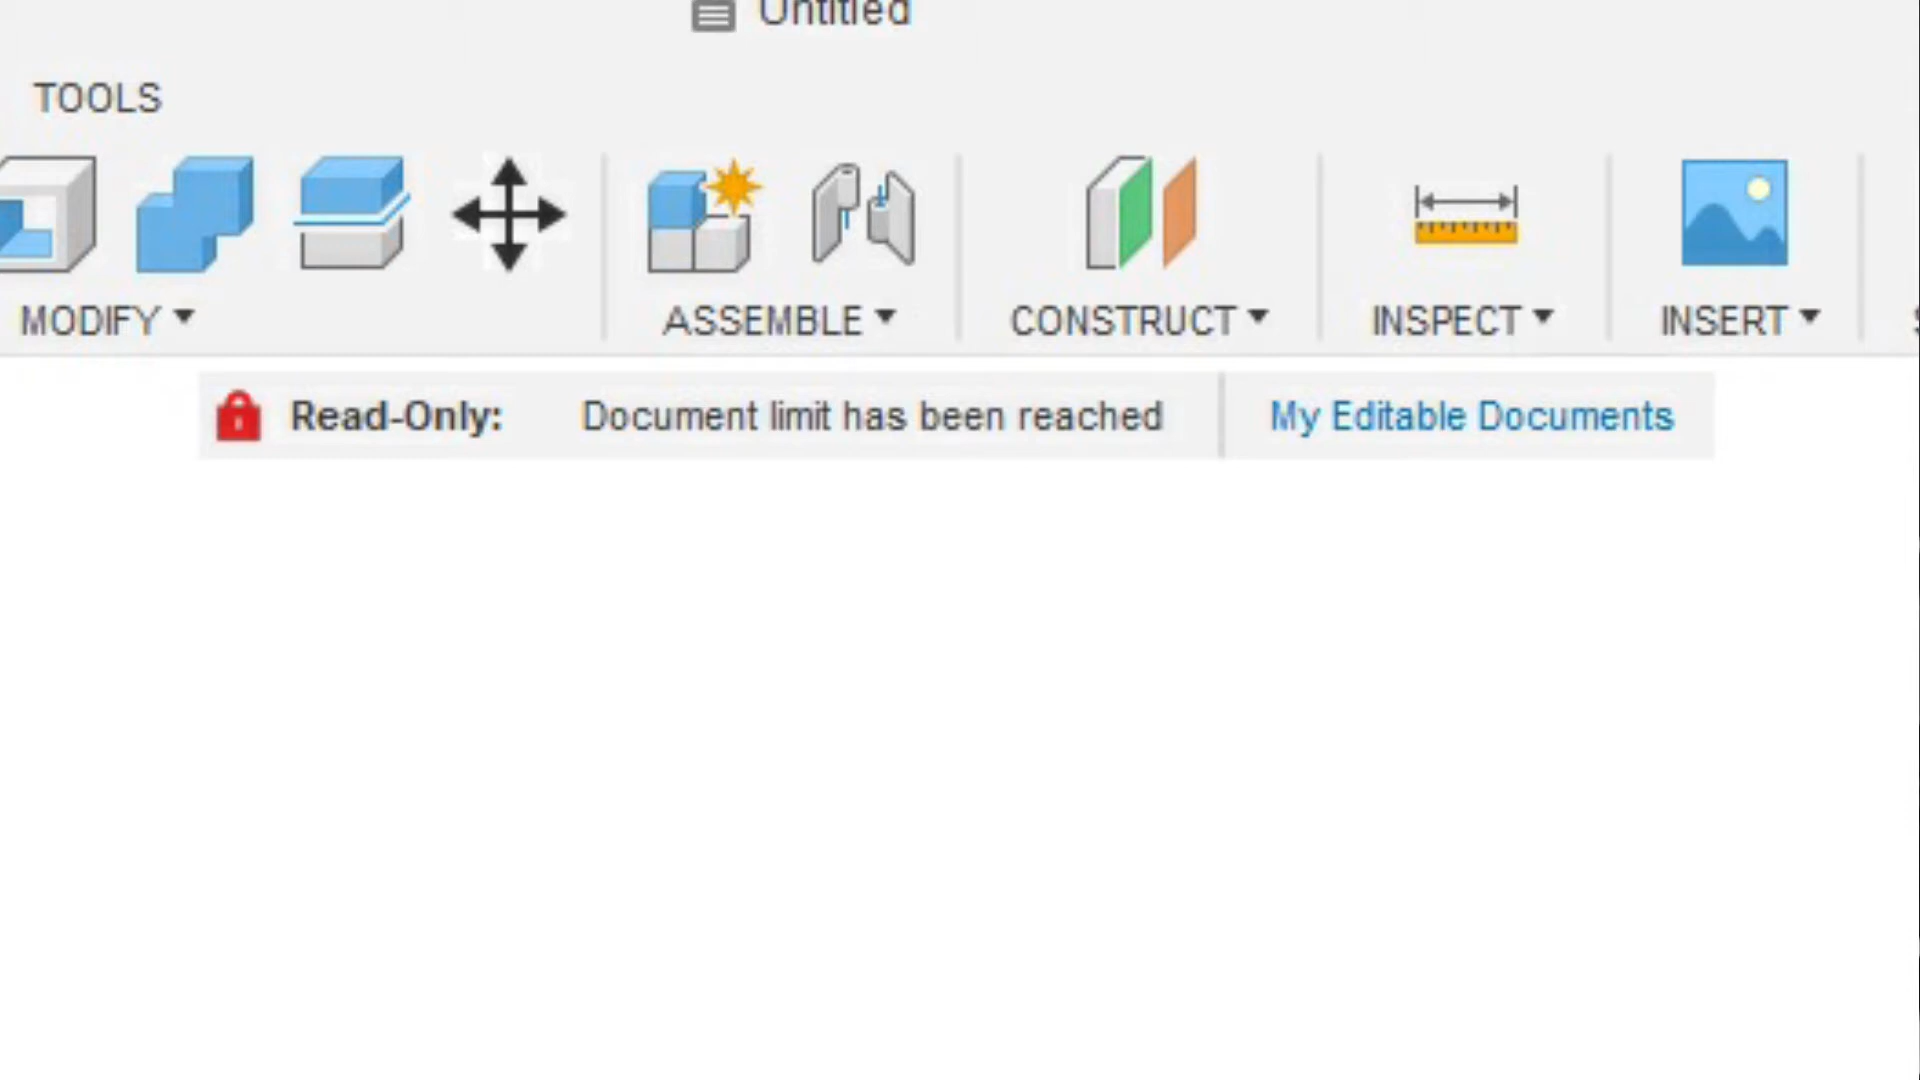 Untitled
TOOLS
MODIFY ASSEMBLE CONSTRUCT INSPECT INSERT
Read-Only: Document limit has been reached My Editable Documents